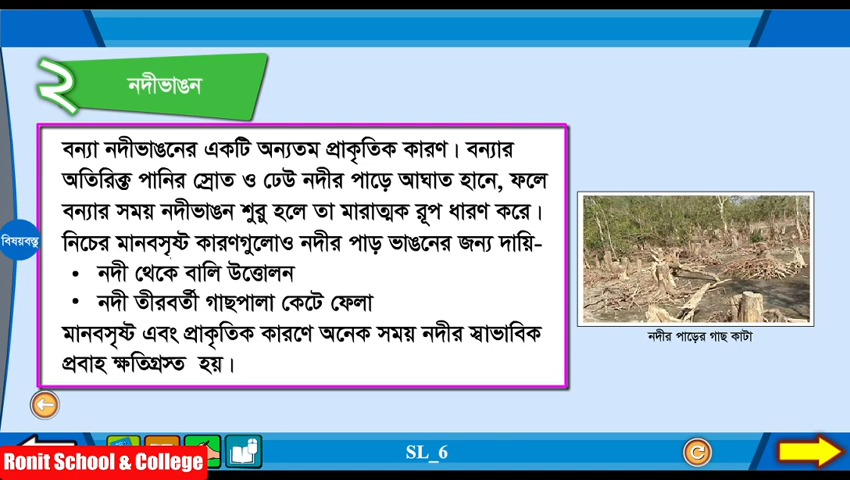 ২
নদীভাঙন
বন্যা নদীভাঙনের একটি অন্যতম প্রাকৃতিক কারণ। বন্যার
অতিরিক্ত পানির স্রোত ও ঢেউ নদীর পাড়ে আঘাত হানে, ফলে
বন্যার সময় নদীভাঙন শুরু হলে তা মারাত্মক রূপ ধারণ করে।
নিচের মানবসৃষ্ট কারণগুলোও নদীর পাড় ভাঙনের জন্য দায়ি-
• নদী থেকে বালি উত্তোলন
• নদী তীরবর্তী গাছপালা কেটে ফেলা
মানবসৃষ্ট এবং প্রাকৃতিক কারণে অনেক সময় নদীর স্বাভাবিক
প্রবাহ ক্ষতিগ্রস্ত হয়।
বিষয়বস্তু
নদীর পাড়ের গাছ কাটা
SL_6
Ronit School & College